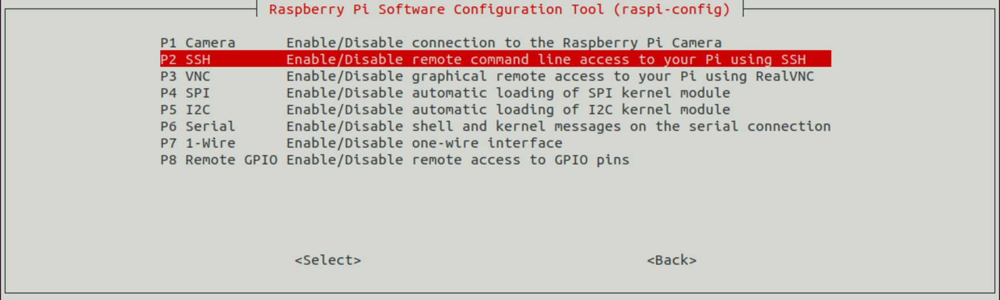 Raspberry Pi Software Configuration Tool (raspi-config)
P1 Camera Enable/Disable connection to the Raspberry Pi Camera
P2 SSH Enable/Disable remote command line access to your Pi using SSH
P3 VNC Enable/Disable graphical remote access to your Pi using RealVNC
P4 SPI Enable/Disable automatic loading of SPI kernel module
P5 I2C Enable/Disable automatic loading of I2C kernel module
P6 Serial Enable/Disable shell and kernel messages on the serial connection
P7 1-Wire Enable/Disable one-wire interface
P8 Remote GPIO Enable/Disable remote access to GPIO pins
<Select> <Back>